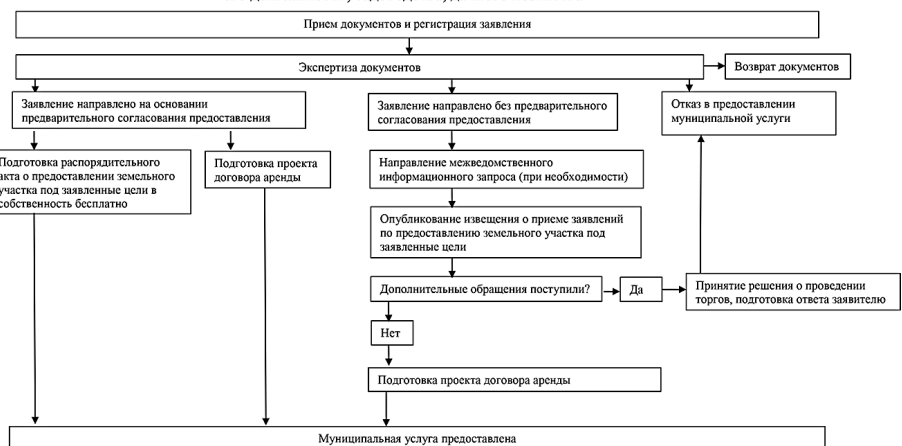 Прием документов и регистрация заявления
Экспертиза документов
Возврат документов
Заявление направлено на основании
предварительного согласования предоставления
Заявление направлено без предварительного
согласования предоставления
Отказ в предоставлении
муниципальной услуги
Подготовка распорядительного
акта о предоставлении земельного
участка под заявленные цели в
собственность бесплатно
Подготовка проекта
договора аренды
Направление межведомственного
информационного запроса (при необходимости)
Опубликование извещения о приеме заявлений
по предоставлению земельного участка под
заявленные цели
Дополнительные обращения поступили?
Да
Принятие решения о проведении
торгов, подготовка ответа заявителю
Нет
Подготовка проекта договора аренды
Муниципальная услуга предоставлена